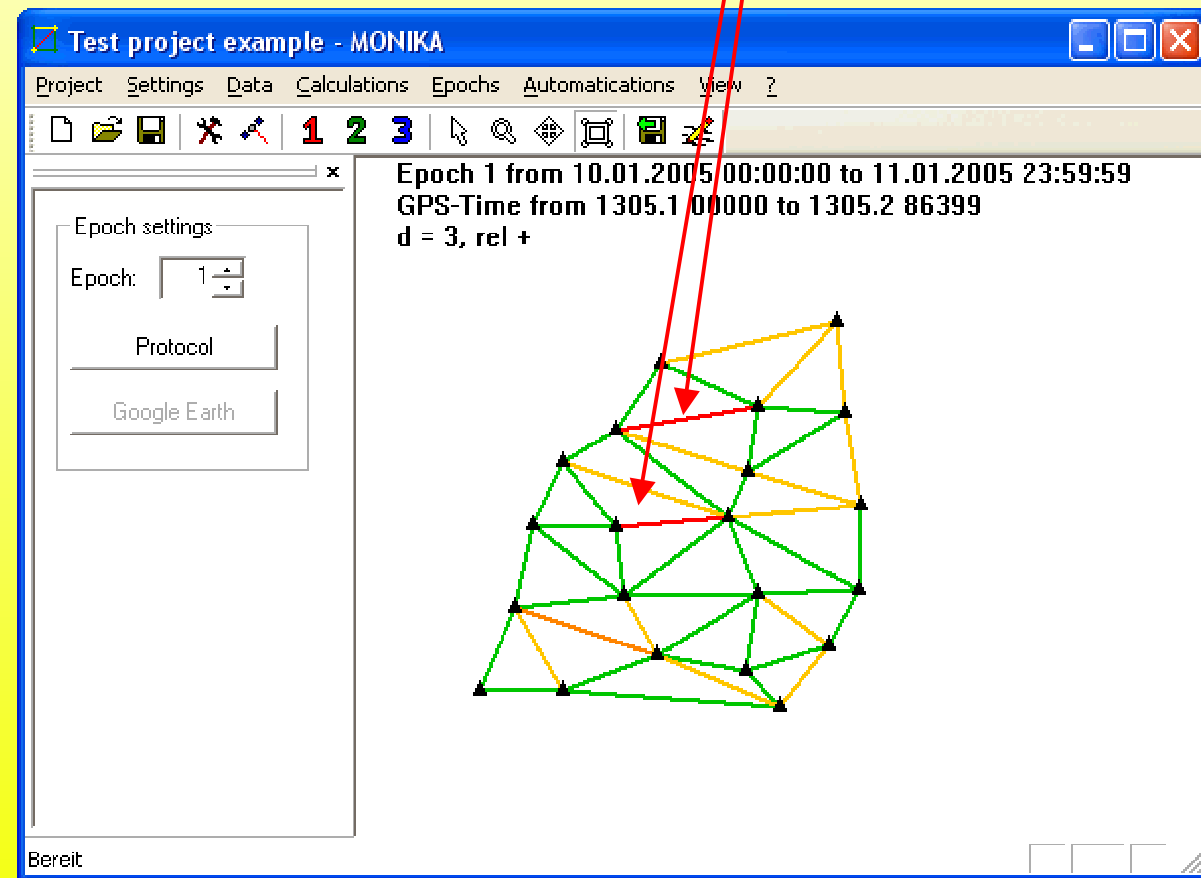 Test project example - MONIKA
Project Settings Data Calculations Epochs Automatications View ?
1 2 3
Epoch 1 from 10.01.2005 00:00:00 to 11.01.2005 23:59:59
GPS-Time from 1305.1 00000 to 1305.2 86399
d = 3, rel +
Epoch settings
Epoch: 1
Protocol
Google Earth
Bereit